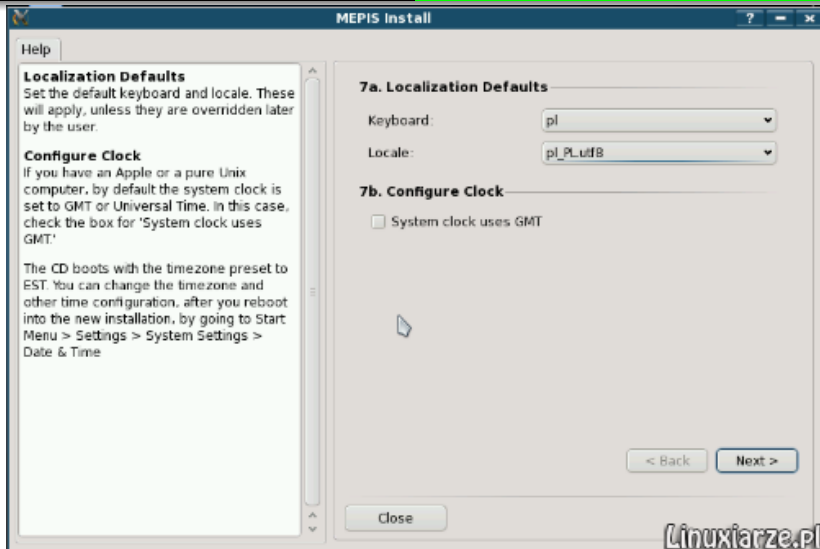 MEPIS Install
Help
Localization Defaults
Set the default keyboard and locale. These
will apply, unless they are overridden later
by the user.
Configure Clock
If you have an Apple or a pure Unix
computer, by default the system clock is
set to GMT or Universal Time. In this case,
check the box for 'System clock uses
GMT.'
The CD boots with the timezone preset to
EST. You can change the timezone and
other time configuration, after you reboot
into the new installation, by going to Start
Menu > Settings > System Settings >
Date & Time
7a. Localization Defaults
Keyboard: pl
Locale: pl_PL.utf8
7b. Configure Clock
System clock uses GMT
< Back Next >
Close
Linuxiarze.pl